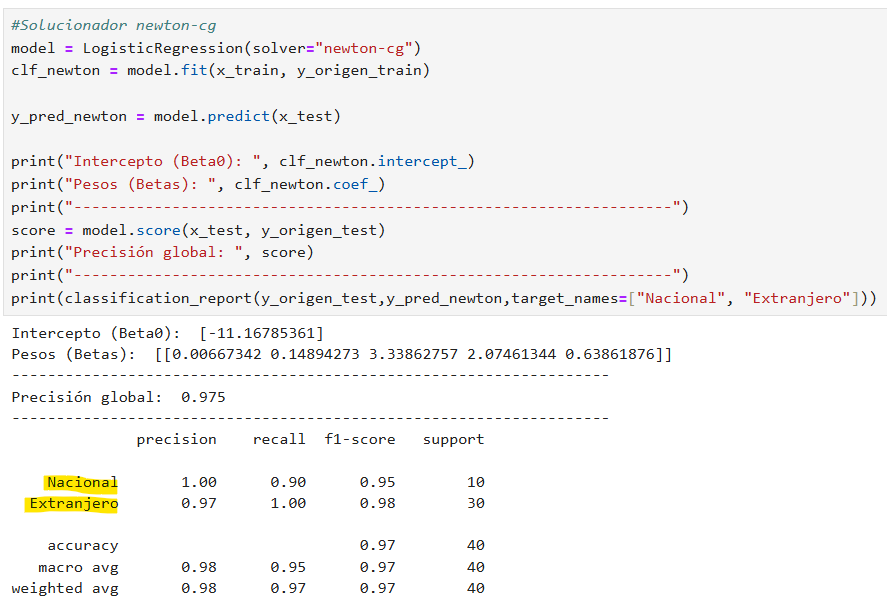 #Solucionador newton-cg
model = LogisticRegression(solver="newton-cg")
clf_newton = model.fit(x_train, y_origen_train)
y_pred_newton = model.predict(x_test)
print("Intercepto (Beta0): ", clf_newton.intercept_)
print("Pesos (Betas): ", clf_newton.coef_)
print("-------------------------------------------------------------------")
score = model.score(x_test, y_origen_test)
print("Precisión global: ", score)
print("-------------------------------------------------------------------")
print(classification_report(y_origen_test,y_pred_newton,target_names=["Nacional", "Extranjero"]))
Intercepto (Beta0):  [-11.16785361]
Pesos (Betas):  [[0.00667342 0.14894273 3.33862757 2.07461344 0.63861876]]
-------------------------------------------------------------------
Precisión global:  0.975
-------------------------------------------------------------------
precision    recall  f1-score   support
Nacional       1.00      0.90      0.95        10
Extranjero       0.97      1.00      0.98        30
accuracy                           0.97        40
macro avg       0.98      0.95      0.97        40
weighted avg       0.98      0.97      0.97        40